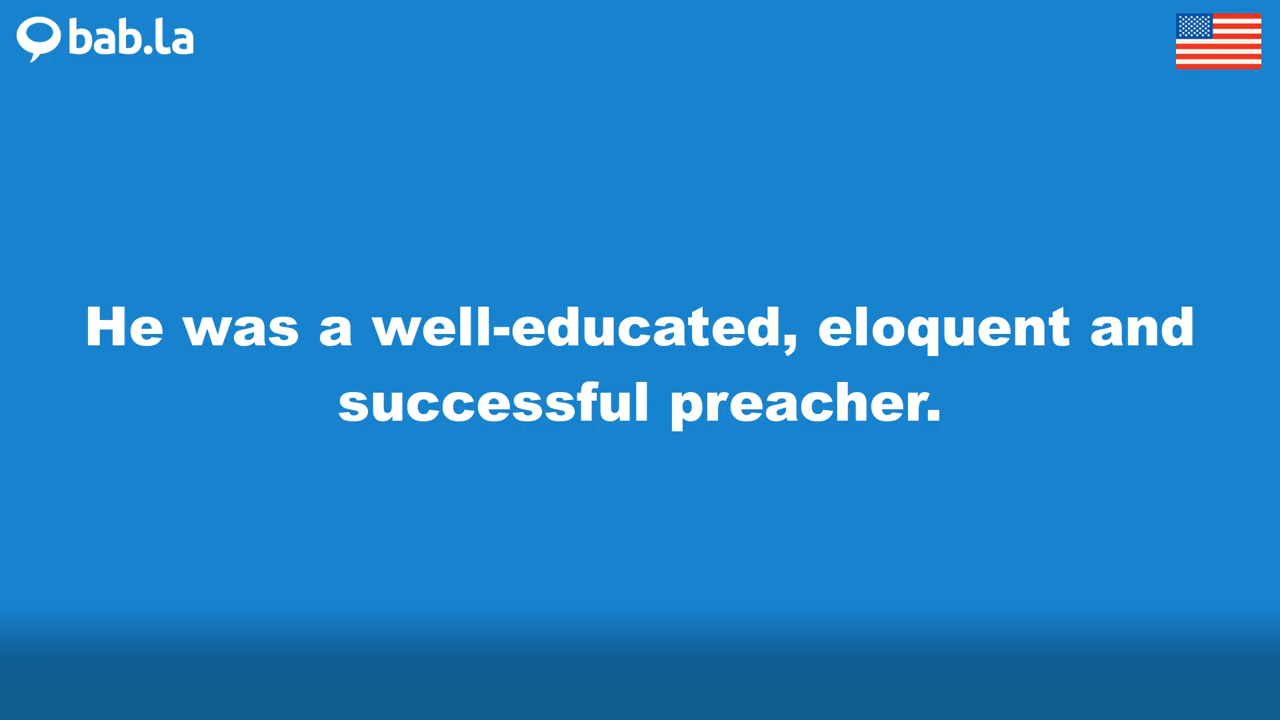 bab.la
He was a well-educated, eloquent and
successful preacher.